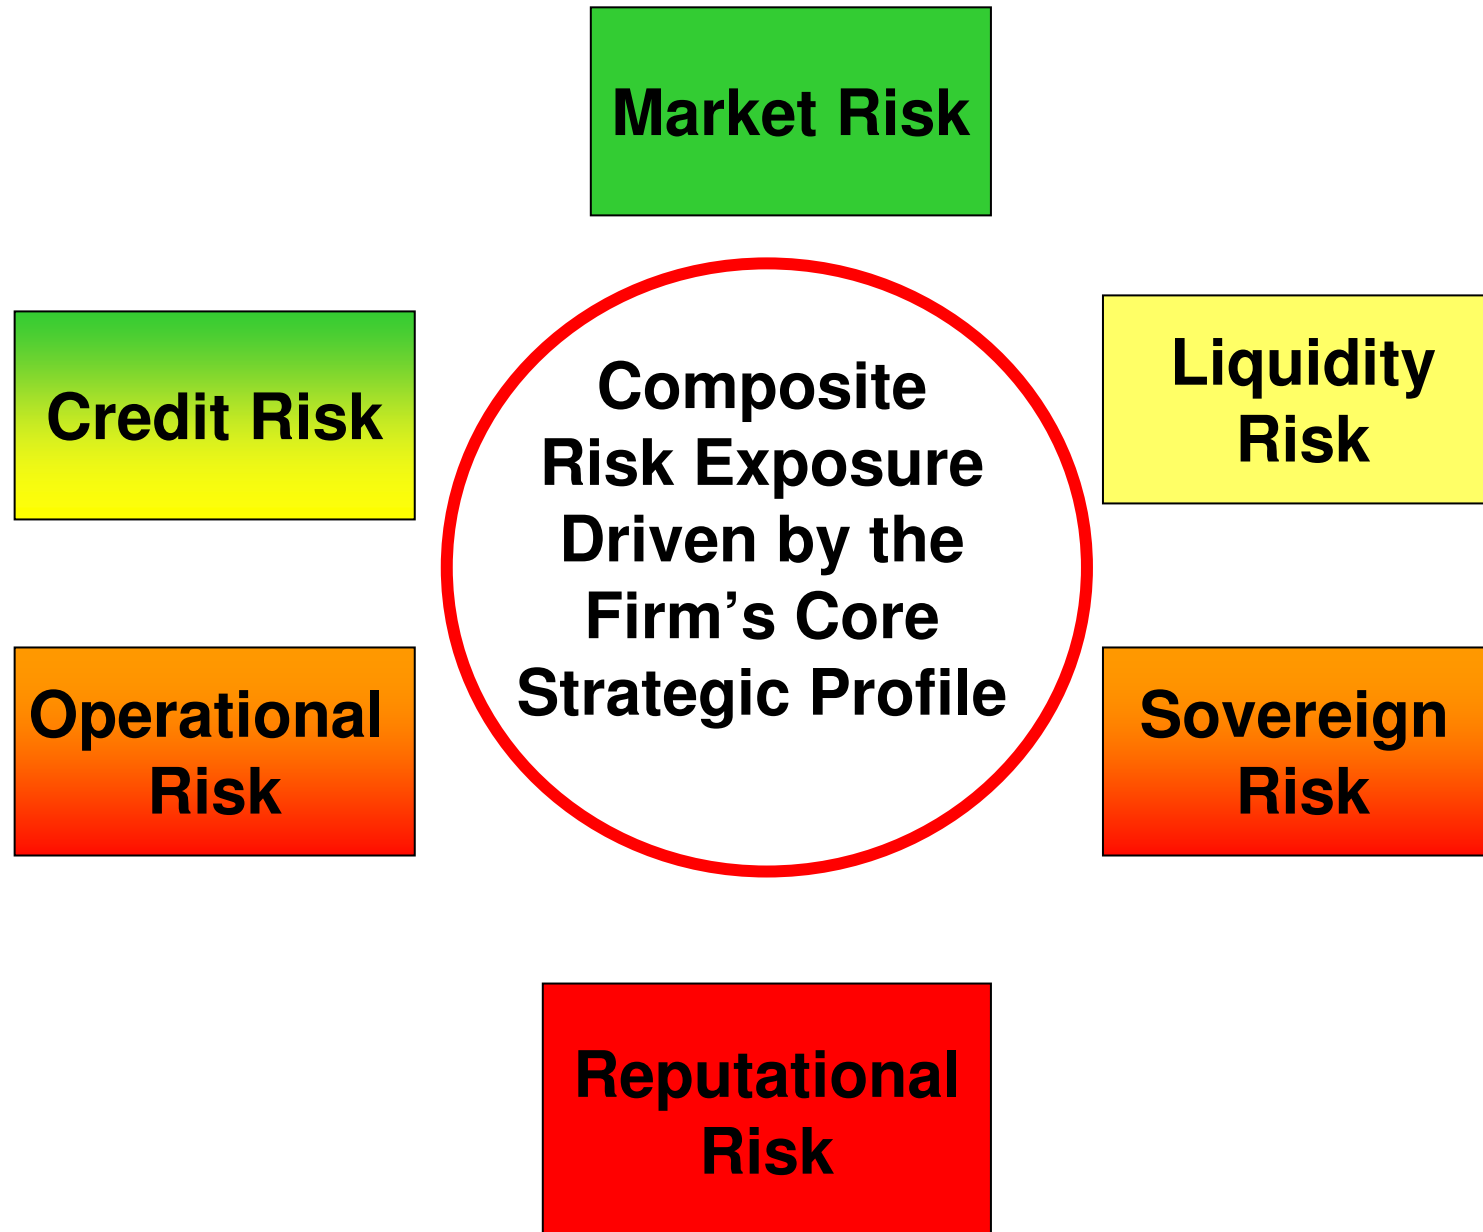 Market Risk
Credit Risk
Composite
Risk Exposure
Driven by the
Firm’s Core
Strategic Profile
Liquidity
Risk
Operational
Risk
Sovereign
Risk
Reputational
Risk